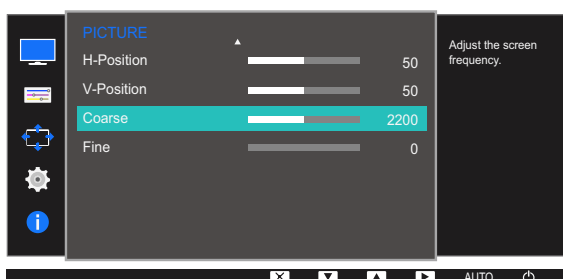 PICTURE
H-Position 50
V-Position 50
Coarse 2200
Fine 0
Adjust the screen
frequency.
AUTO